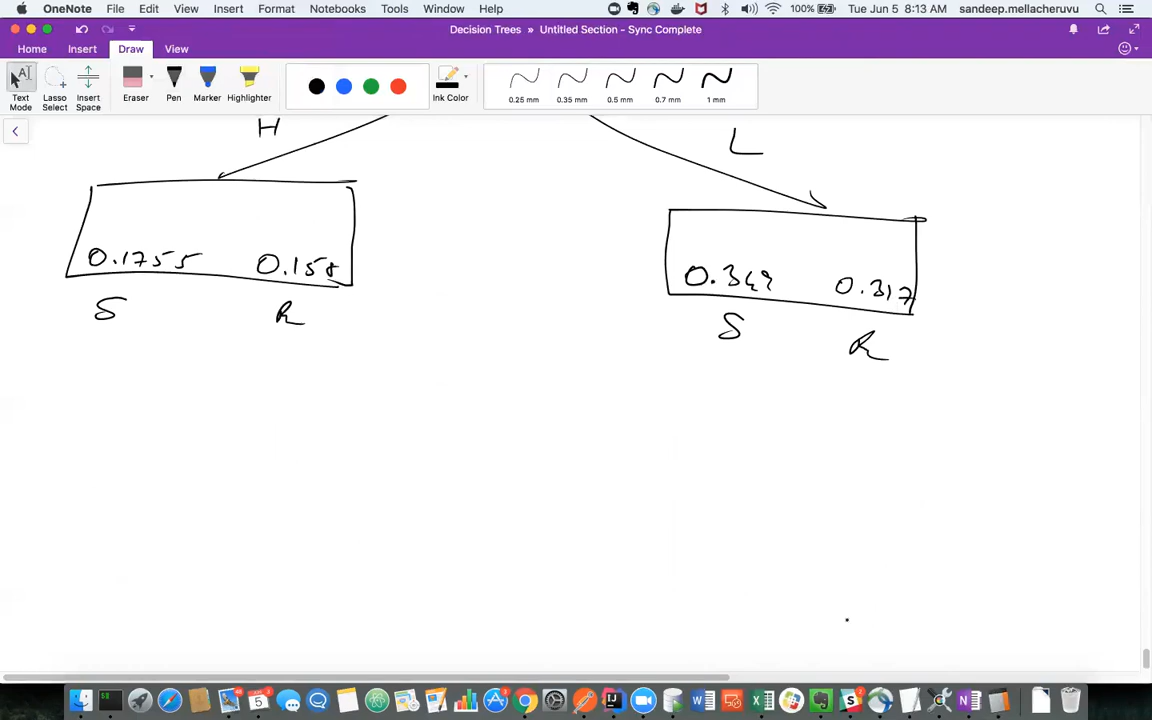 OneNote File Edit View Insert Format Notebooks Tools Window Help 100% Tue Jun 5 8:13 AM sandeep.mellacheruvu
Decision Trees » Untitled Section - Sync Complete
Home Insert Draw View
Text Mode Lasso Select Insert Space Eraser Pen Marker Highlighter Ink Color 0.25 mm 0.35 mm 0.5 mm 0.7 mm 1 mm
H L
0.1755 0.158 0.349 0.317
S R S R